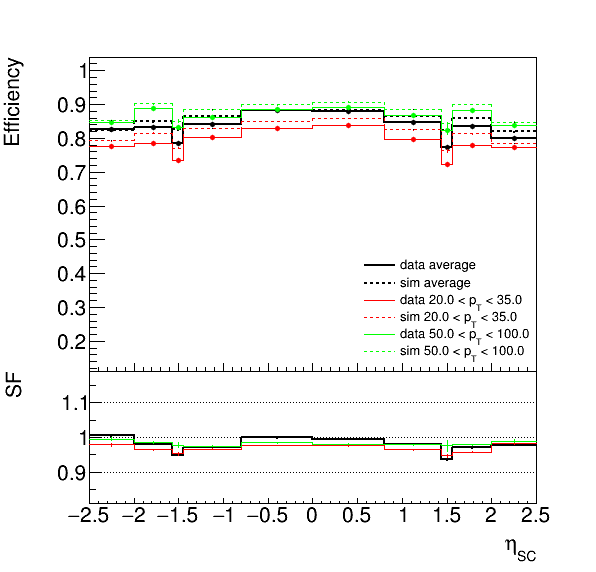 Efficiency
1
0.9
0.8
0.7
0.6
0.5
0.4
0.3
0.2
data average
sim average
data 20.0 < p_T < 35.0
sim 20.0 < p_T < 35.0
data 50.0 < p_T < 100.0
sim 50.0 < p_T < 100.0
SF
1.1
1
0.9
−2.5 −2 −1.5 −1 −0.5 0 0.5 1 1.5 2 2.5
η_SC